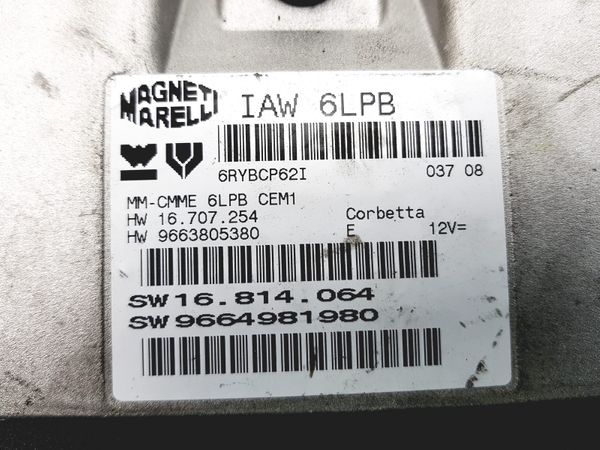 MAGNETI
MARELLI
IAW 6LPB
6RYBCP62I 037 08
MM-CMME 6LPB CEM1
HW 16.707.254 Corbetta
HW 9663805380 E 12V=
SW 16.814.064
SW 9664981980